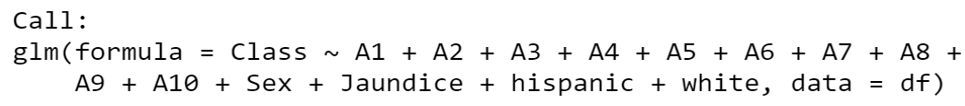 Call:
glm(formula = Class ~ A1 + A2 + A3 + A4 + A5 + A6 + A7 + A8 +
    A9 + A10 + Sex + Jaundice + hispanic + white, data = df)